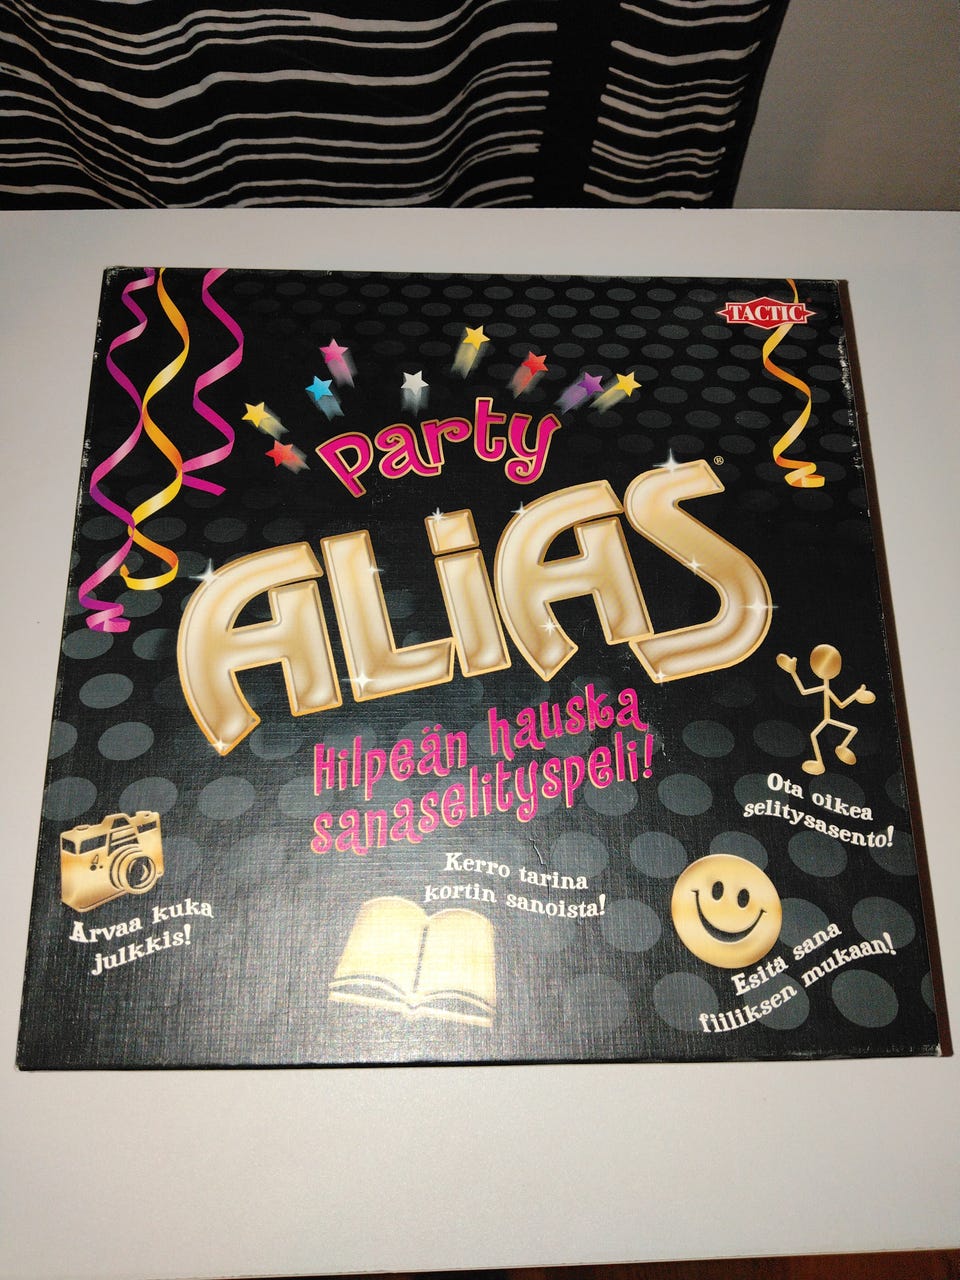 TACTIC
Party
ALiAS®
Hilpeän hauska
sanaselityspeli!
Ota oikea
selitysasento!
Kerro tarina
kortin sanoista!
Arvaa kuka
julkkis!
Esitä sana
fiiliksen mukaan!